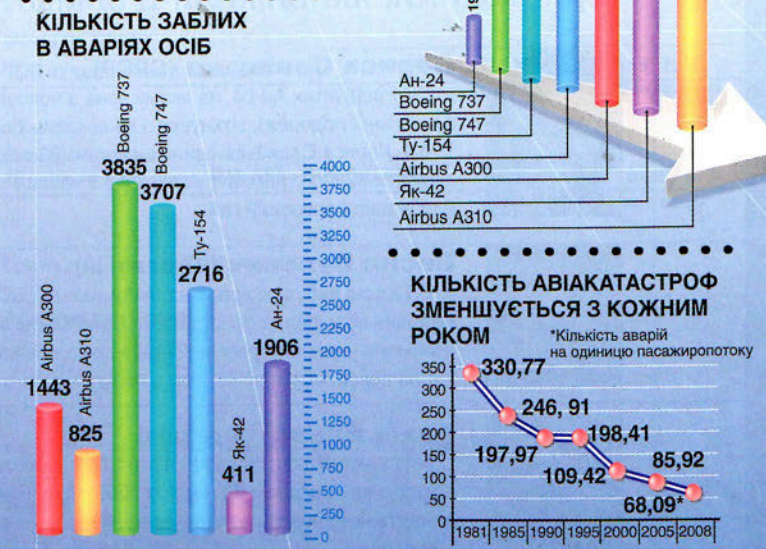 КІЛЬКІСТЬ ЗАБЛИХ
В АВАРІЯХ ОСІБ
Airbus A300
1443
Airbus A310
825
Boeing 737
3835
Boeing 747
3707
Ту-154
2716
Як-42
411
Ан-24
1906
4000
3750
3500
3250
3000
2750
2500
2250
2000
1750
1500
1250
1000
750
500
250
0
Ан-24
Boeing 737
Boeing 747
Ту-154
Airbus A300
Як-42
Airbus A310
КІЛЬКІСТЬ АВІАКАТАСТРОФ
ЗМЕНШУЄТЬСЯ З КОЖНИМ
РОКОМ
*Кількість аварій
на одиницю пасажиропотоку
350
300
250
200
150
100
50
0
330,77
246, 91
197,97
198,41
109,42
85,92
68,09*
1981 1985 1990 1995 2000 2005 2008